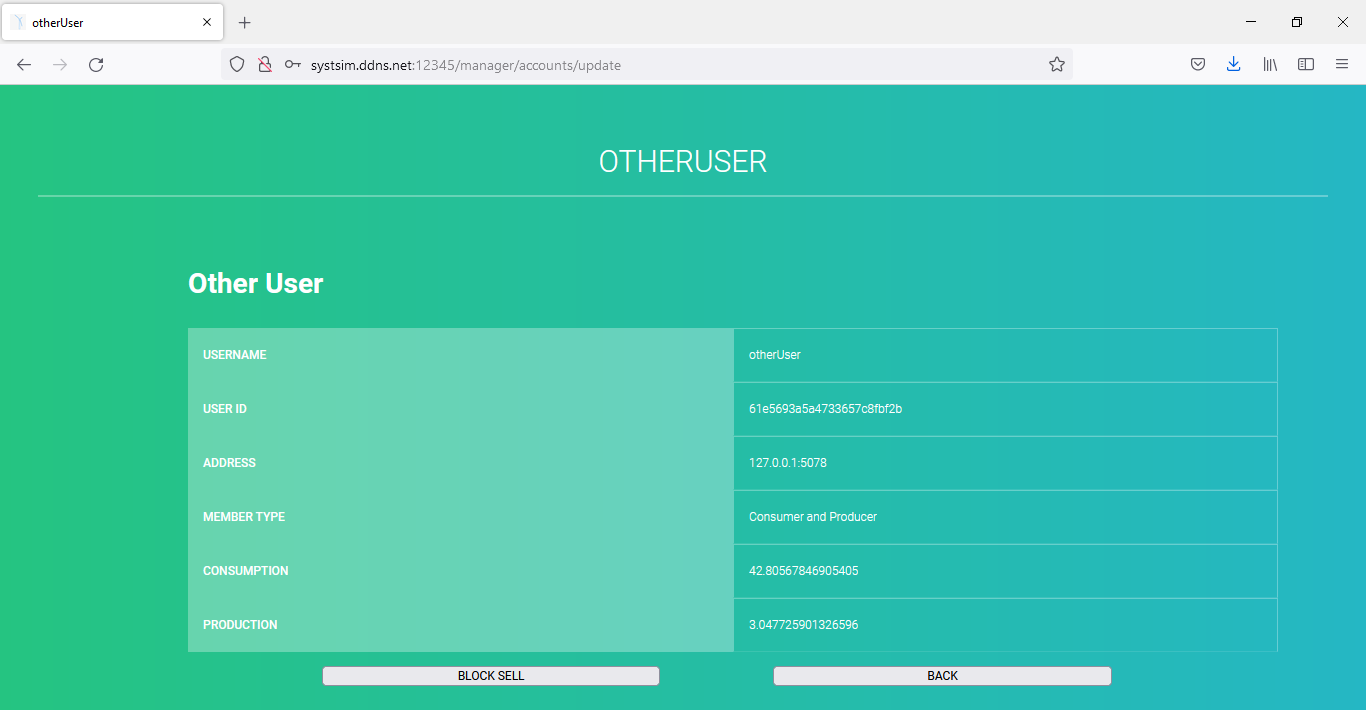 otherUser
systsim.ddns.net:12345/manager/accounts/update
OTHERUSER
Other User
USERNAME otherUser
USER ID 61e5693a5a4733657c8fbf2b
ADDRESS 127.0.0.1:5078
MEMBER TYPE Consumer and Producer
CONSUMPTION 42.80567846905405
PRODUCTION 3.047725901326596
BLOCK SELL BACK